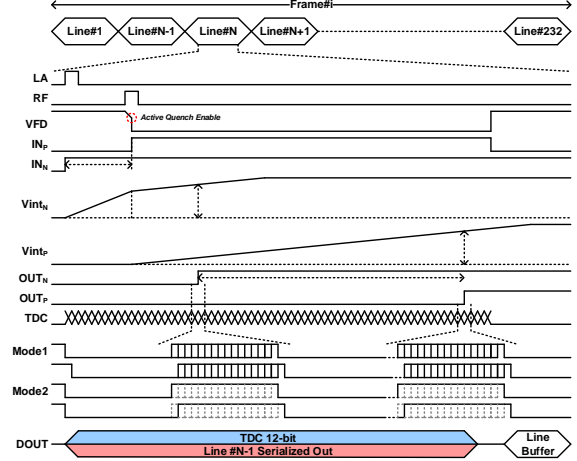 Frame#i
Line#1 Line#N-1 Line#N Line#N+1 Line#232
LA
RF
VFD Active Quench Enable
INP
INN
VintN
VintP
OUTN
OUTP
TDC
Mode1
Mode2
DOUT TDC 12-bit
Line #N-1 Serialized Out
Line
Buffer